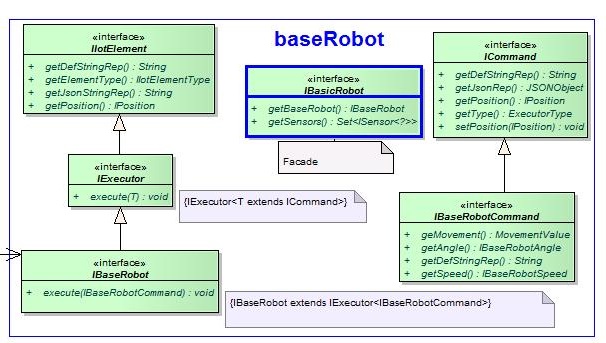 baseRobot
«interface»
IIotElement
+ getDefStringRep() : String
+ getElementType() : IIotElementType
+ getJsonStringRep() : String
+ getPosition() : IPosition
«interface»
IExecutor
+ execute(T) : void
{IExecutor<T extends ICommand>}
«interface»
IBaseRobot
+ execute(IBaseRobotCommand) : void
{IBaseRobot extends IExecutor<IBaseRobotCommand>}
«interface»
IBasicRobot
+ getBaseRobot() : IBaseRobot
+ getSensors() : Set<ISensor<?>>
Facade
«interface»
ICommand
+ getDefStringRep() : String
+ getJsonRep() : JSONObject
+ getPosition() : IPosition
+ getType() : ExecutorType
+ setPosition(IPosition) : void
«interface»
IBaseRobotCommand
+ geMovement() : MovementValue
+ getAngle() : IBaseRobotAngle
+ getDefStringRep() : String
+ getSpeed() : IBaseRobotSpeed